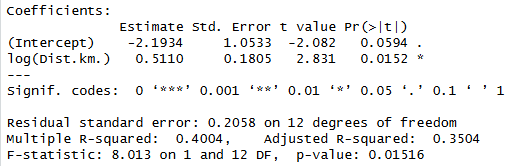 Coefficients:
Estimate Std. Error t value Pr(>|t|)
(Intercept) -2.1934 1.0533 -2.082 0.0594 .
log(Dist.km.) 0.5110 0.1805 2.831 0.0152 *
---
Signif. codes: 0 ‘***’ 0.001 ‘**’ 0.01 ‘*’ 0.05 ‘.’ 0.1 ‘ ’ 1
Residual standard error: 0.2058 on 12 degrees of freedom
Multiple R-squared: 0.4004, Adjusted R-squared: 0.3504
F-statistic: 8.013 on 1 and 12 DF, p-value: 0.01516